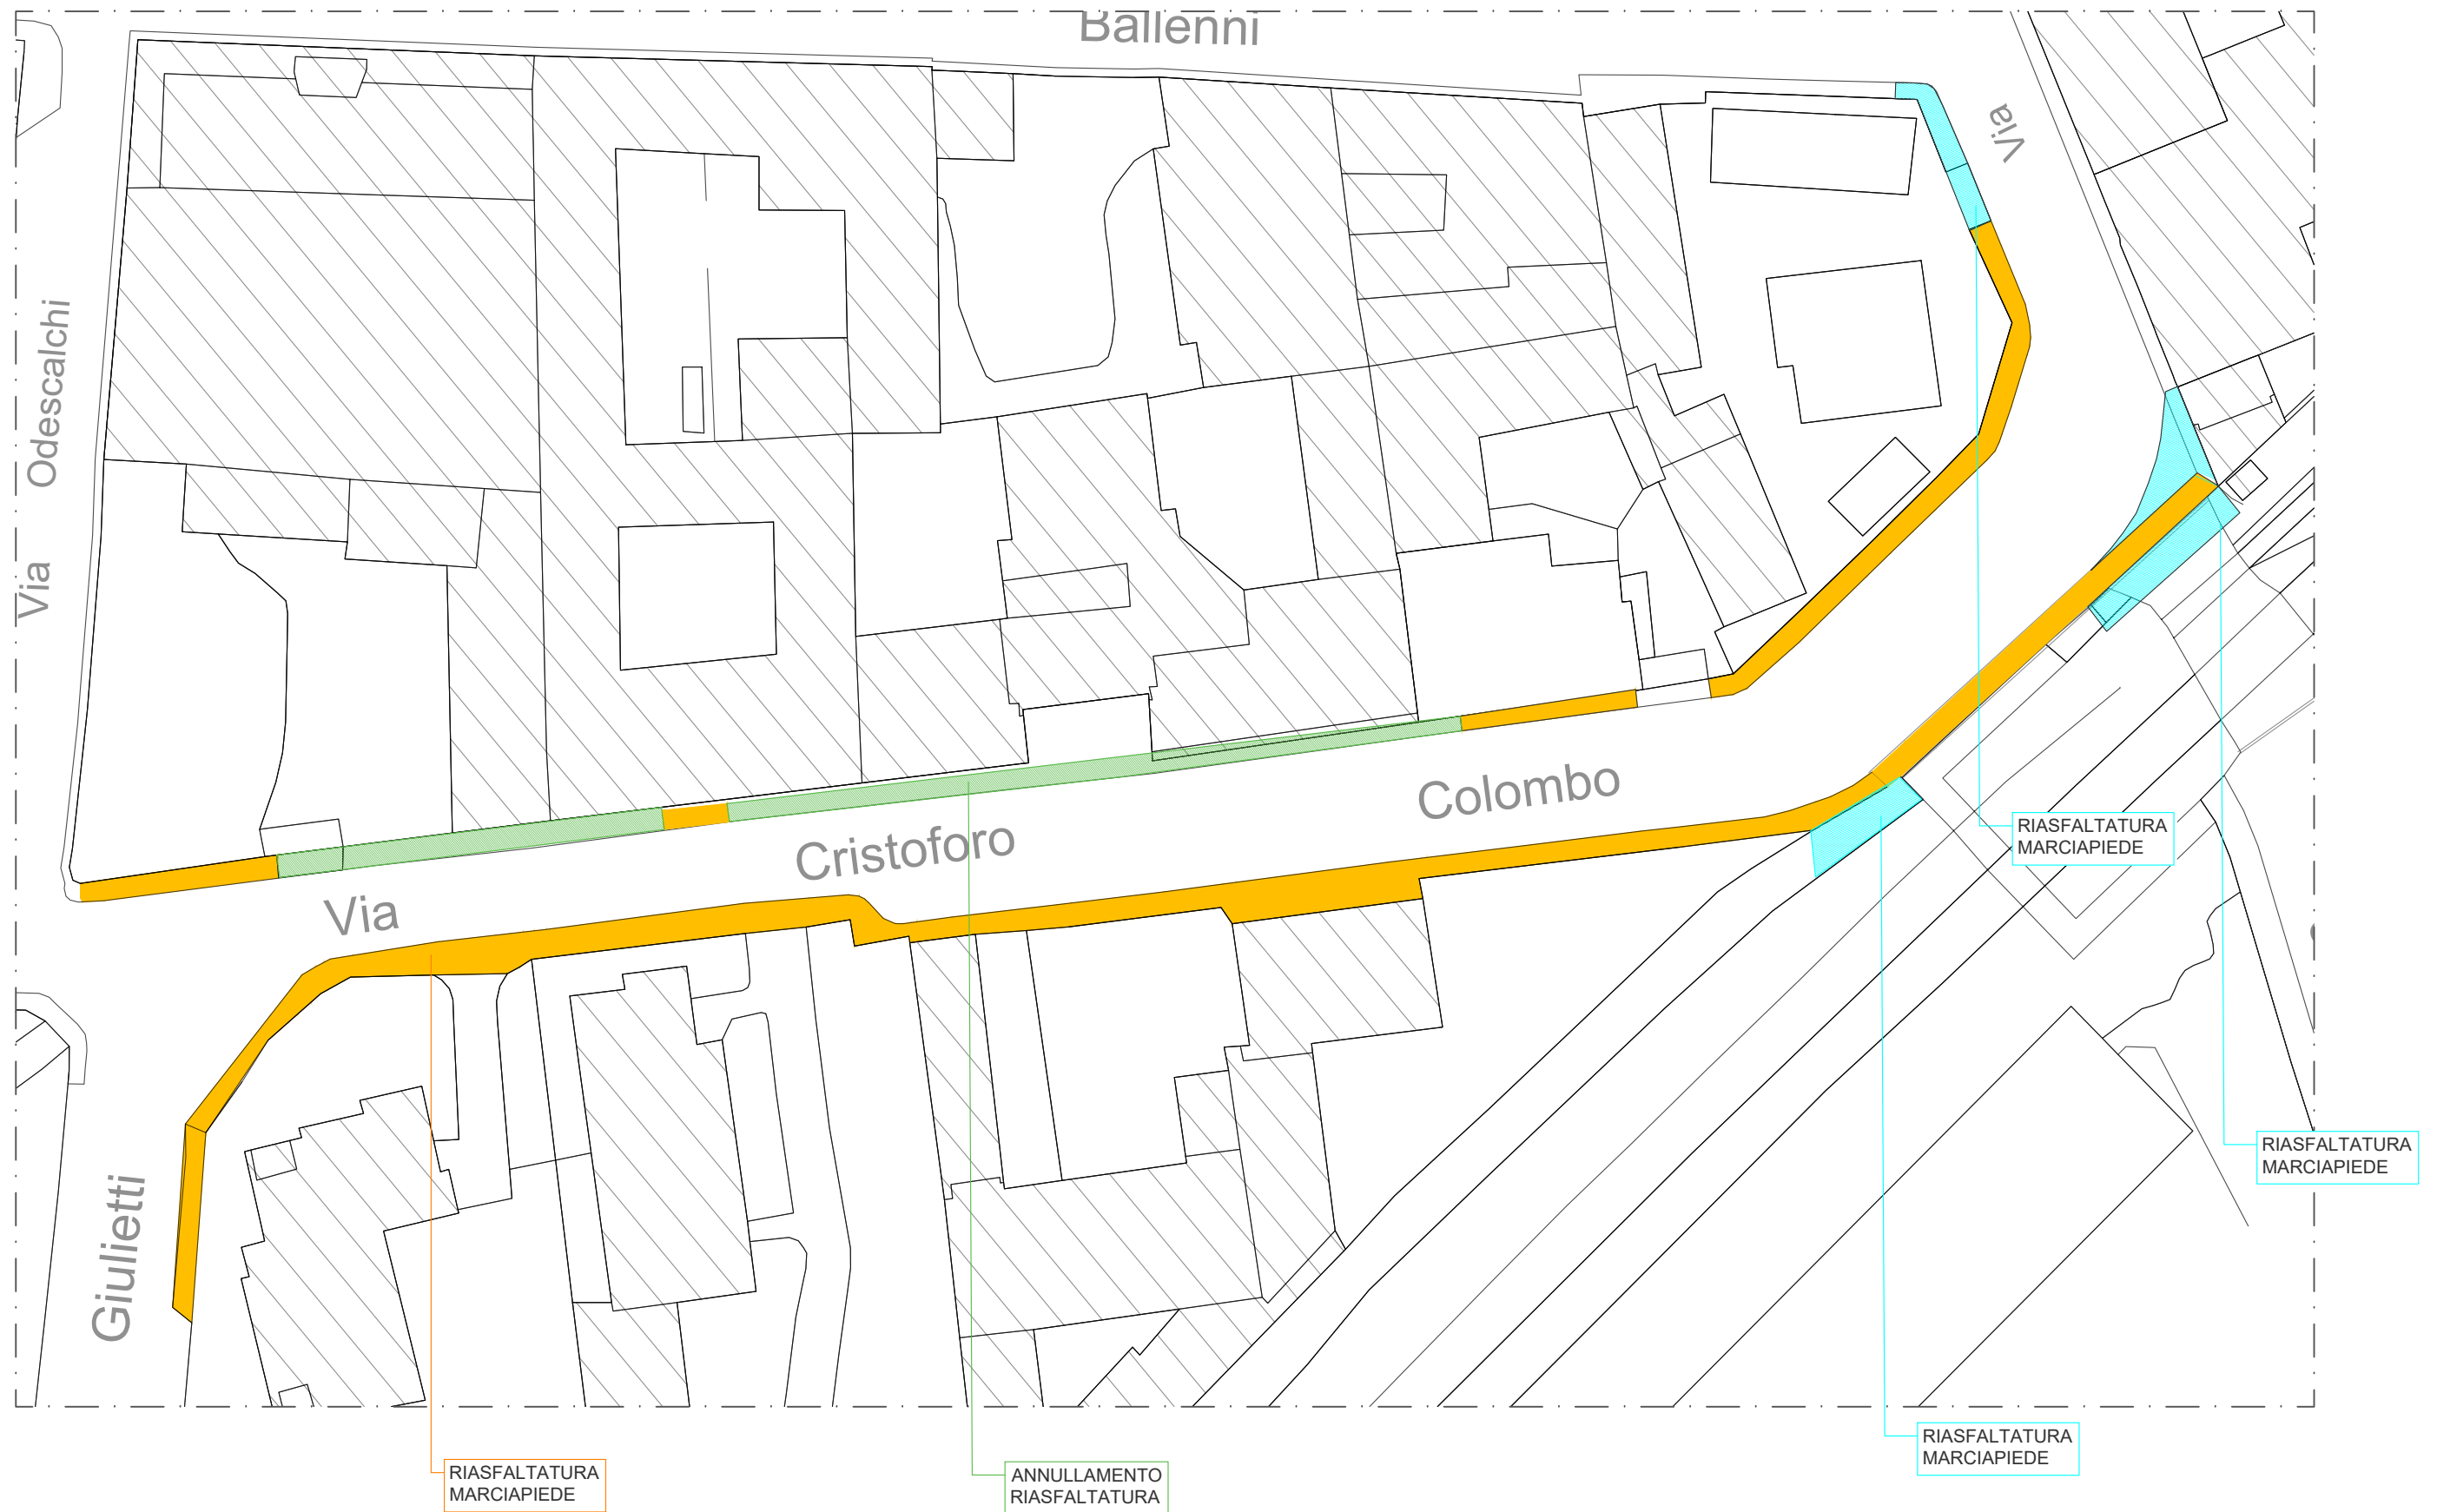 Ballenni
Via
Via Odescalchi
Colombo
Cristoforo
Via
Giulietti
RIASFALTATURA
MARCIAPIEDE
RIASFALTATURA
MARCIAPIEDE
RIASFALTATURA
MARCIAPIEDE
RIASFALTATURA
MARCIAPIEDE
ANNULLAMENTO
RIASFALTATURA